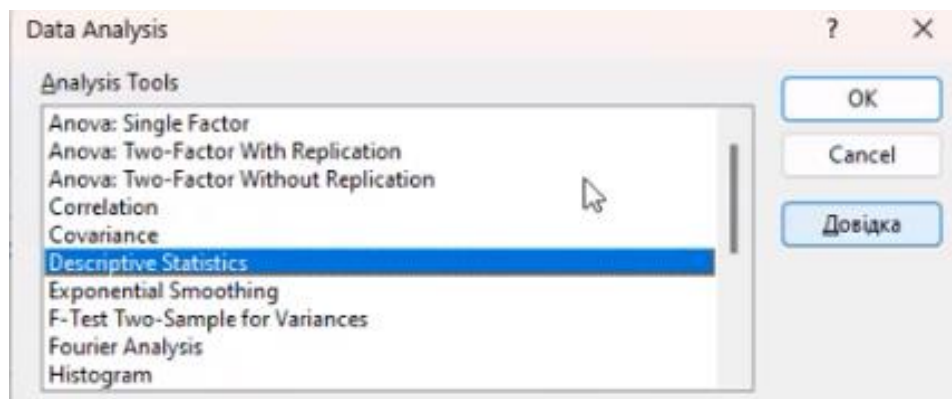 Data Analysis
?
Analysis Tools
Anova: Single Factor
Anova: Two-Factor With Replication
Anova: Two-Factor Without Replication
Correlation
Covariance
Descriptive Statistics
Exponential Smoothing
F-Test Two-Sample for Variances
Fourier Analysis
Histogram
OK
Cancel
Довідка